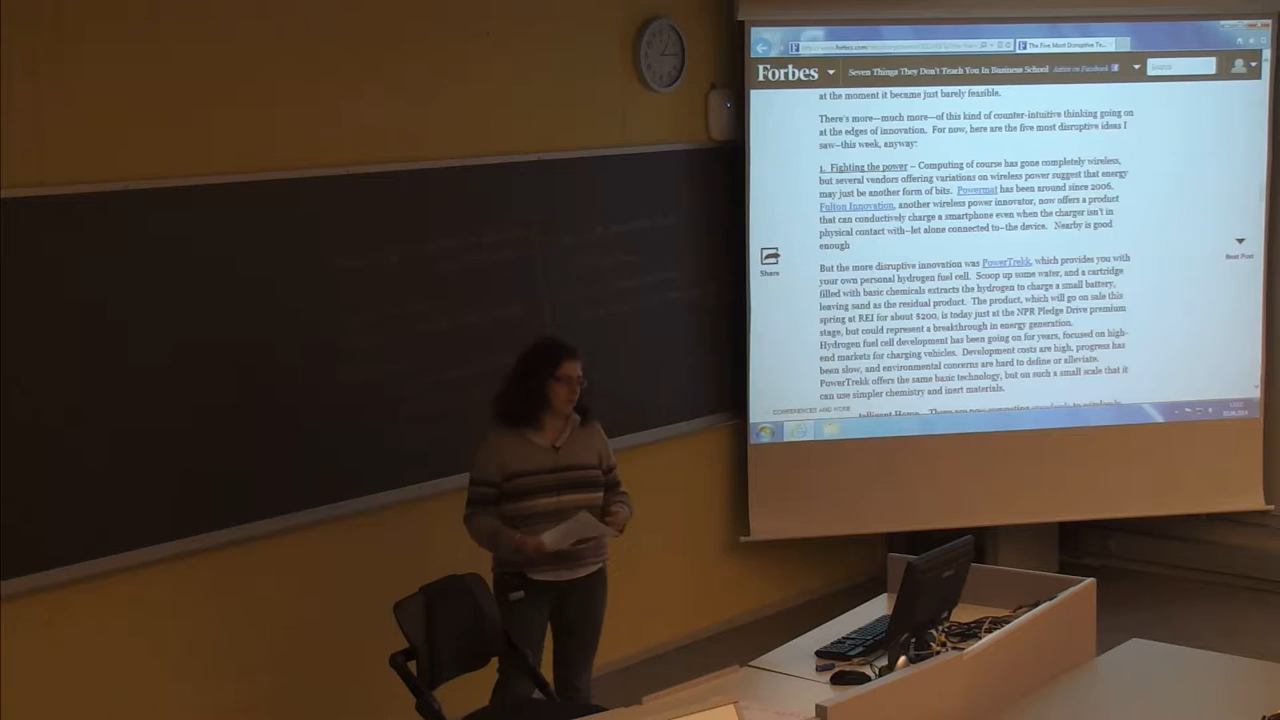 The Five Most Disruptive Te...
Forbes
Seven Things They Don't Teach You In Business School
Search
at the moment it became just barely feasible.
There's more—much more—of this kind of counter-intuitive thinking going on
at the edges of innovation. For now, here are the five most disruptive ideas I
saw—this week, anyway:
1. Fighting the power – Computing of course has gone completely wireless,
but several vendors offering variations on wireless power suggest that energy
may just be another form of bits. Powermat has been around since 2006.
Fulton Innovation, another wireless power innovator, now offers a product
that can conductively charge a smartphone even when the charger isn't in
physical contact with—let alone connected to—the device. Nearby is good
enough
Share
Next Post
But the more disruptive innovation was PowerTrekk, which provides you with
your own personal hydrogen fuel cell. Scoop up some water, and a cartridge
filled with basic chemicals extracts the hydrogen to charge a small battery,
leaving sand as the residual product. The product, which will go on sale this
spring at REI for about $200, is today just at the NPR Pledge Drive premium
stage, but could represent a breakthrough in energy generation.
Hydrogen fuel cell development has been going on for years, focused on high-
end markets for charging vehicles. Development costs are high, progress has
been slow, and environmental concerns are hard to define or alleviate.
PowerTrekk offers the same basic technology, but on such a small scale that it
can use simpler chemistry and inert materials.